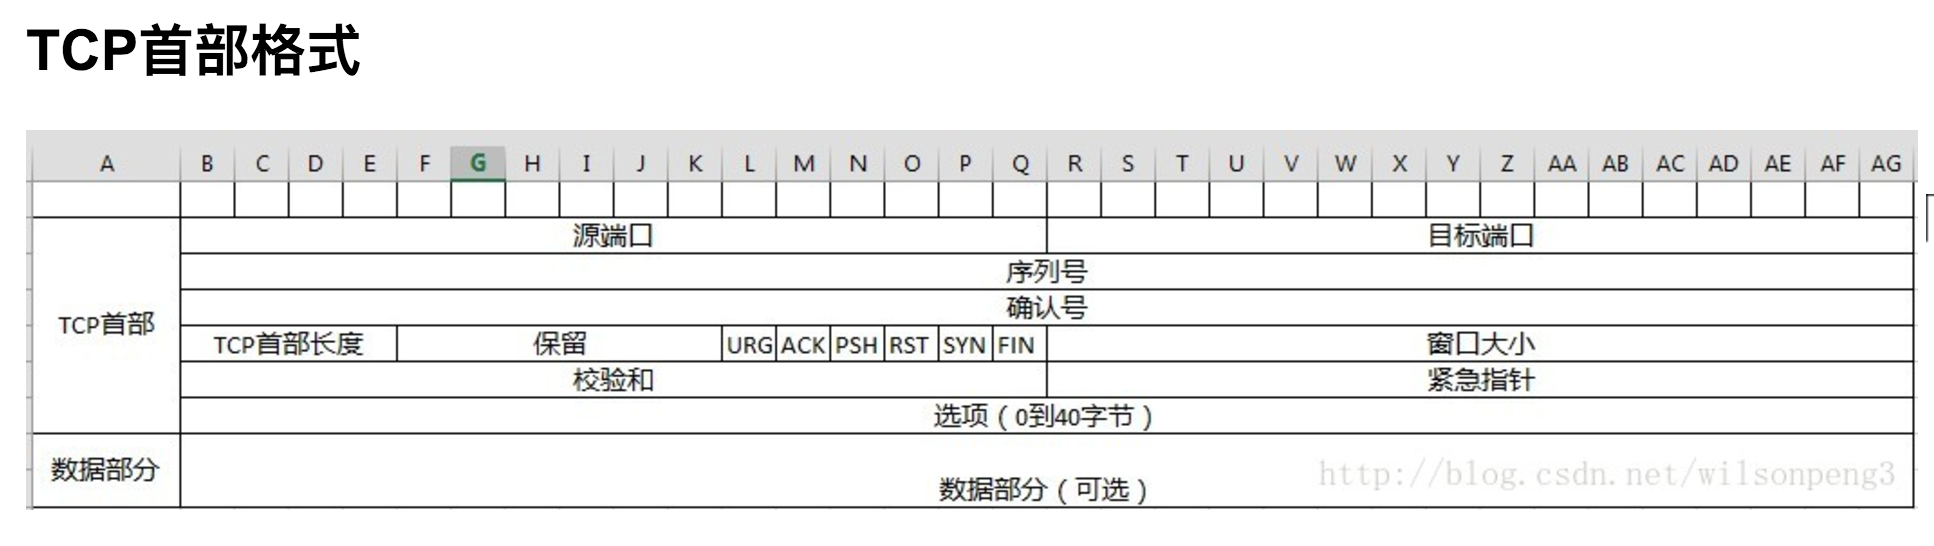 TCP首部格式
A B C D E F G H I J K L M N O P Q R S T U V W X Y Z AA AB AC AD AE AF AG
源端口 目标端口
序列号
确认号
TCP首部
TCP首部长度 保留 URG ACK PSH RST SYN FIN 窗口大小
校验和 紧急指针
选项（0到40字节）
数据部分
数据部分（可选）
http://blog.csdn.net/wilsonpeng3